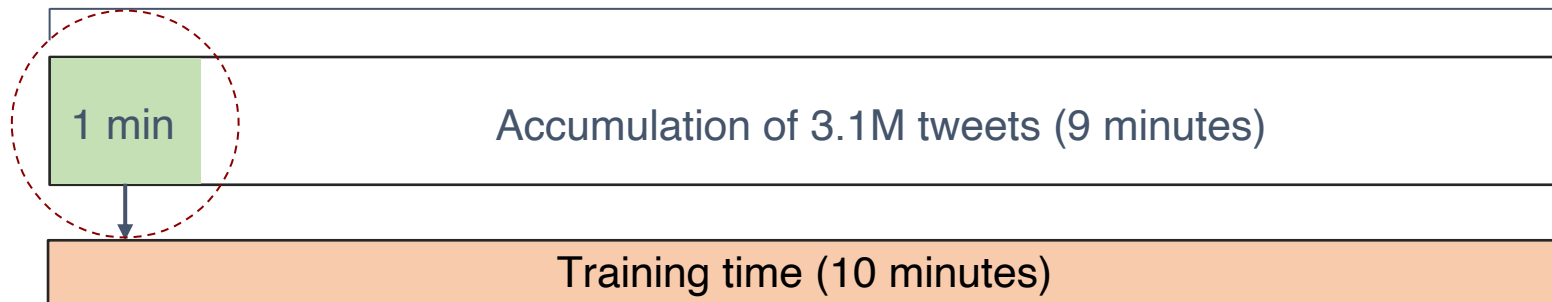 1 min
Accumulation of 3.1M tweets (9 minutes)
Training time (10 minutes)